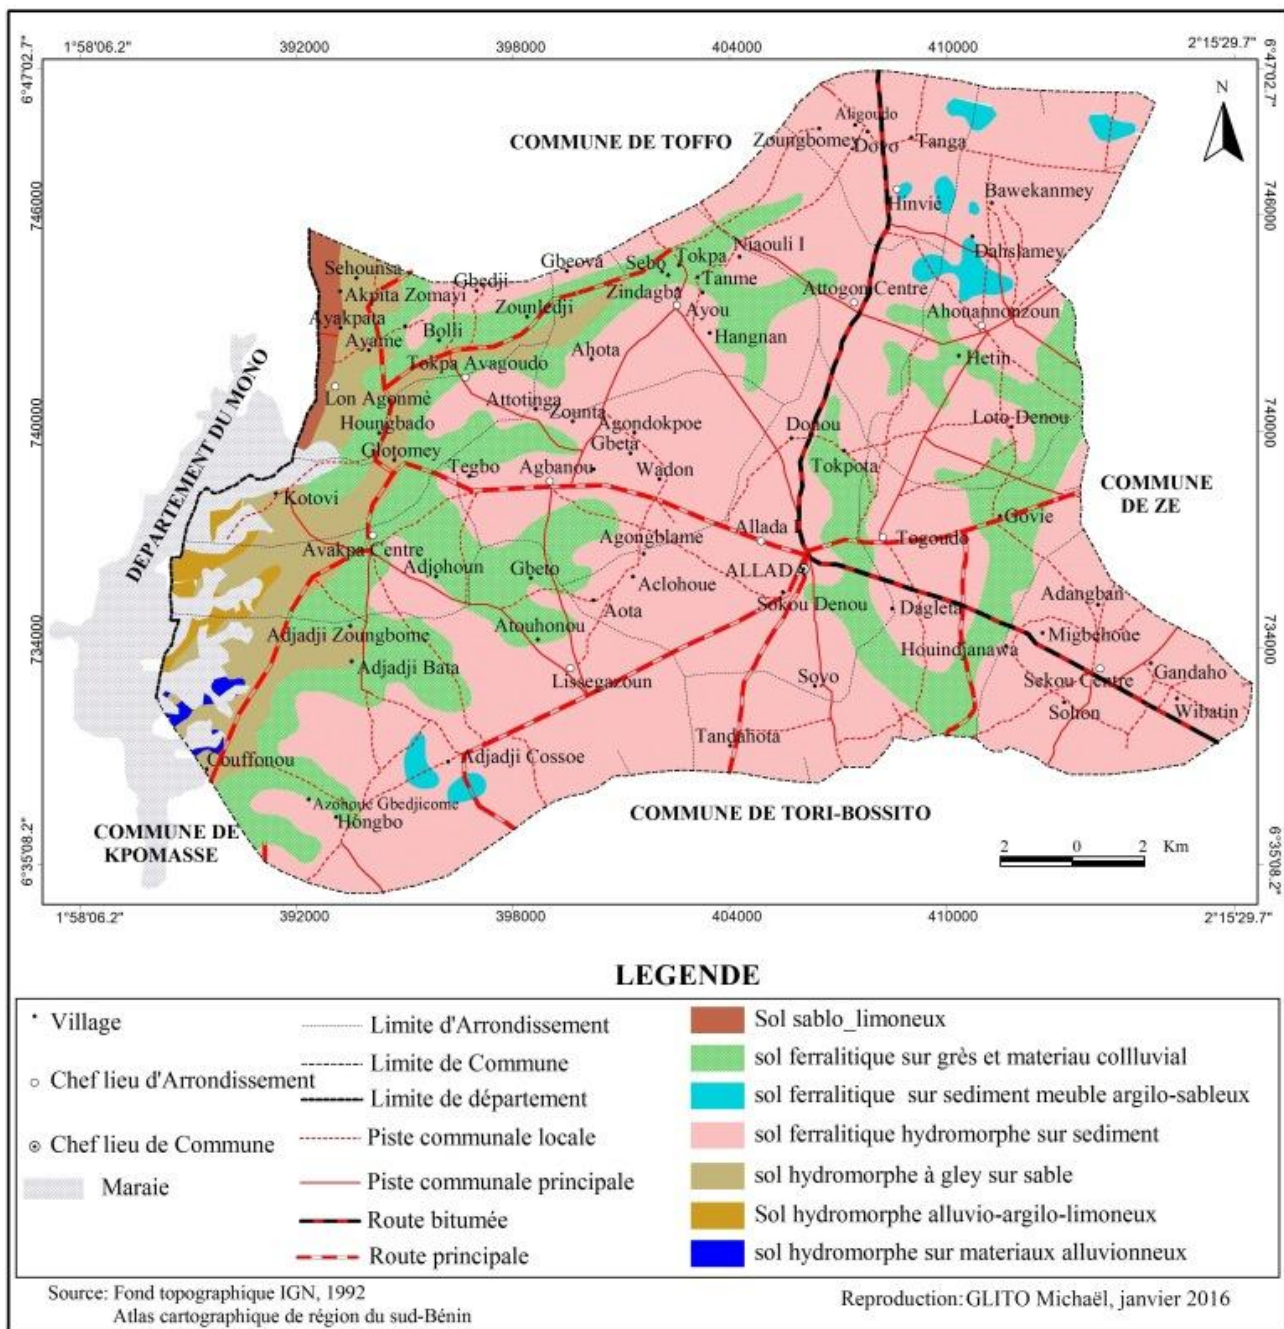 1°58'06.2" 392000 398000 404000 410000 2°15'29.7"
6°47'02.7"
6°47'02.7"
N
COMMUNE DE TOFFO
Aligoudo
Zoungbomey
Dovo
Tanga
746000
746000
Hinvié
Bawekanmey
Dahslamey
Niaouli I
Sehounsa
Gbeova
Sebo
Tokpa
Gbedji
Tanme
Akpita Zomayi
Zindagba
Attogon Centre
Zounledji
Ayou
Ayakpata
Bolli
Ahouannonzoun
Ayame
Hangnan
Ahota
Hetin
Tokpa Avagoudo
DEPARTEMENT DU MONO
Lon Agonmè
Attotinga
Zounta
740000
740000
Houngbado
Agondokpoe
Loto Denou
Donou
Gbeta
Glotomey
Tegbo
Agbanou
Wadon
Tokpota
COMMUNE
DE ZE
Kotovi
Govie
Allada I
Avakpa Centre
Agongblame
Togoudo
Adjohoun
Gbeto
Aclohoue
ALLADA
Adangban
Aota
Sokou Denou
Dagleta
Adjadji Zoungbome
Atouhonou
Migbehoue
734000
734000
Houindjanawa
Adjadji Bata
Lissegazoun
Soyo
Sekou Centre
Gandaho
Sohon
Wibatin
Tandahota
Couffonou
Adjadji Cossoe
Azohoue Gbedjicome
Hongbo
COMMUNE DE TORI-BOSSITO
COMMUNE DE
KPOMASSE
2 0 2 Km
6°35'08.2"
6°35'08.2"
1°58'06.2" 392000 398000 404000 410000 2°15'29.7"
LEGENDE
Village
Chef lieu d'Arrondissement
Chef lieu de Commune
Maraie
Limite d'Arrondissement
Limite de Commune
Limite de département
Piste communale locale
Piste communale principale
Route bitumée
Route principale
Sol sablo_limoneux
sol ferralitique sur grès et materiau collluvial
sol ferralitique sur sediment meuble argilo-sableux
sol ferralitique hydromorphe sur sediment
sol hydromorphe à gley sur sable
Sol hydromorphe alluvio-argilo-limoneux
sol hydromorphe sur materiaux alluvionneux
Source: Fond topographique IGN, 1992
Atlas cartographique de région du sud-Bénin
Reproduction: GLITO Michaël, janvier 2016